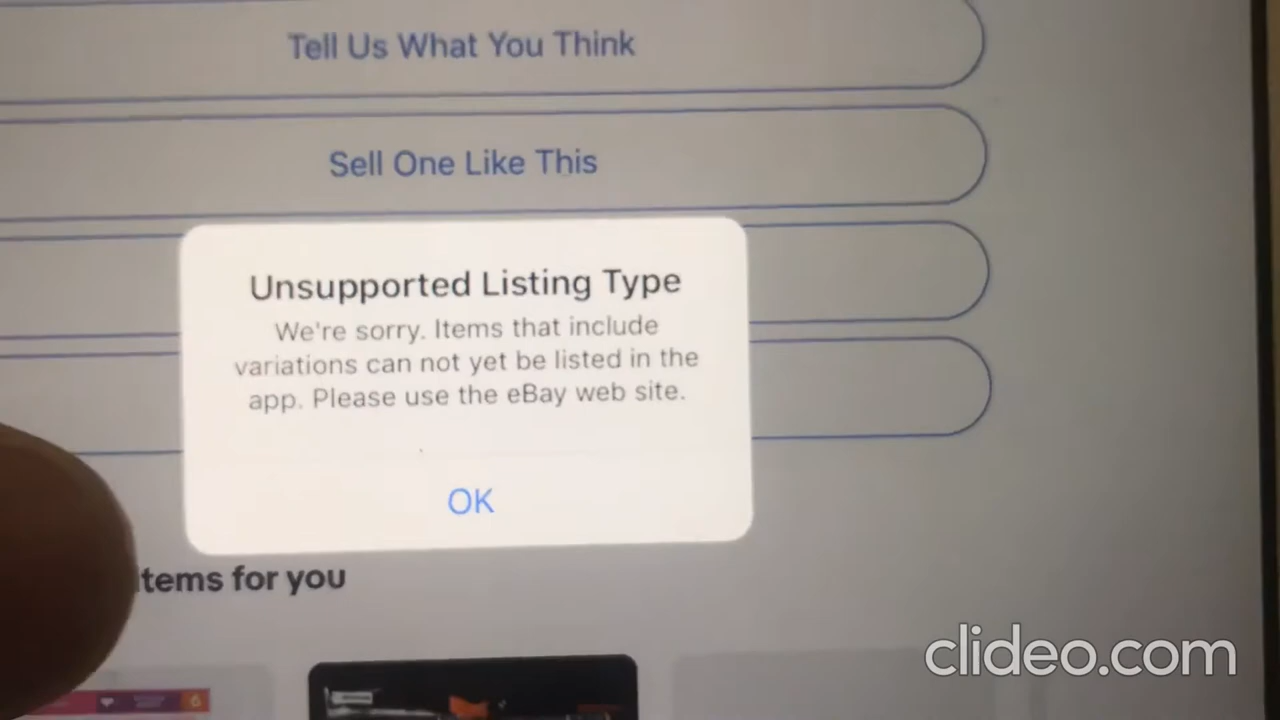 Tell Us What You Think
Sell One Like This
Unsupported Listing Type
We're sorry. Items that include
variations can not yet be listed in the
app. Please use the eBay web site.
OK
items for you
clideo.com